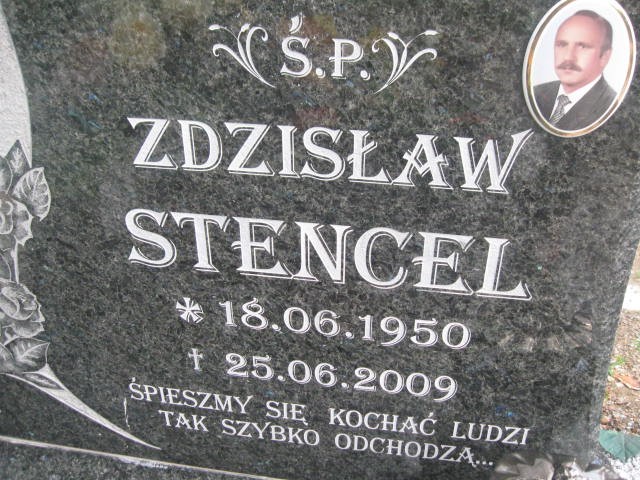 Ś.P.
ZDZISŁAW
STENCEL
* 18.06.1950
† 25.06.2009
ŚPIESZMY SIĘ KOCHAĆ LUDZI
TAK SZYBKO ODCHODZĄ...